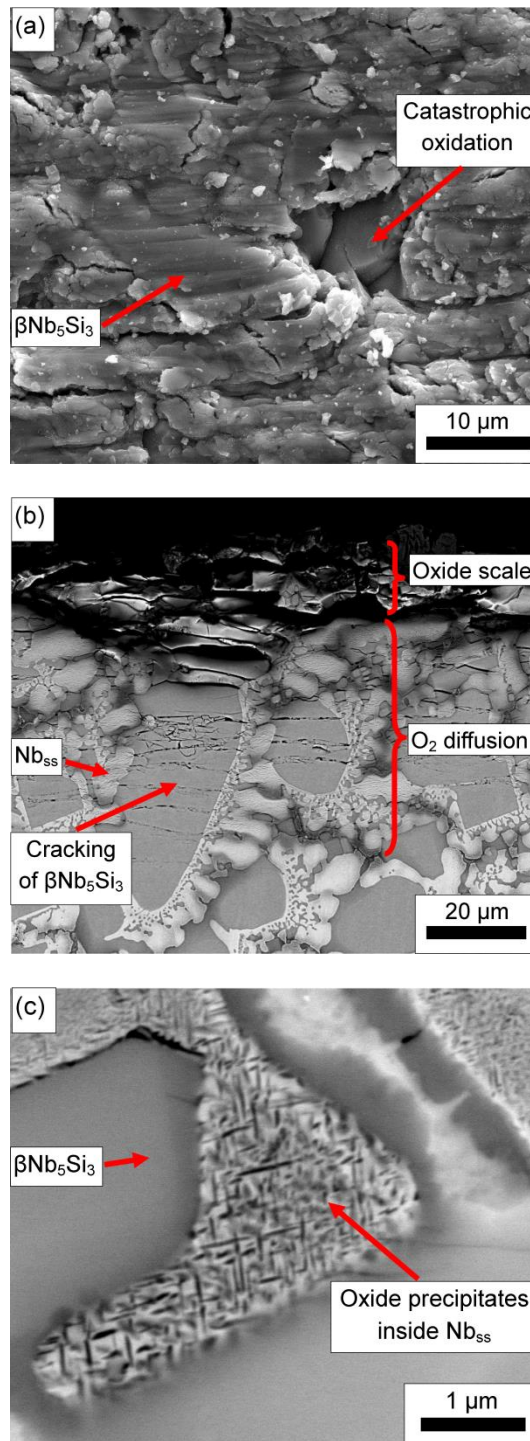 (a)
Catastrophic
oxidation
βNb₅Si₃
10 µm
(b)
Oxide scale
Nbss
O₂ diffusion
Cracking
of βNb₅Si₃
20 µm
(c)
βNb₅Si₃
Oxide precipitates
inside Nbss
1 µm